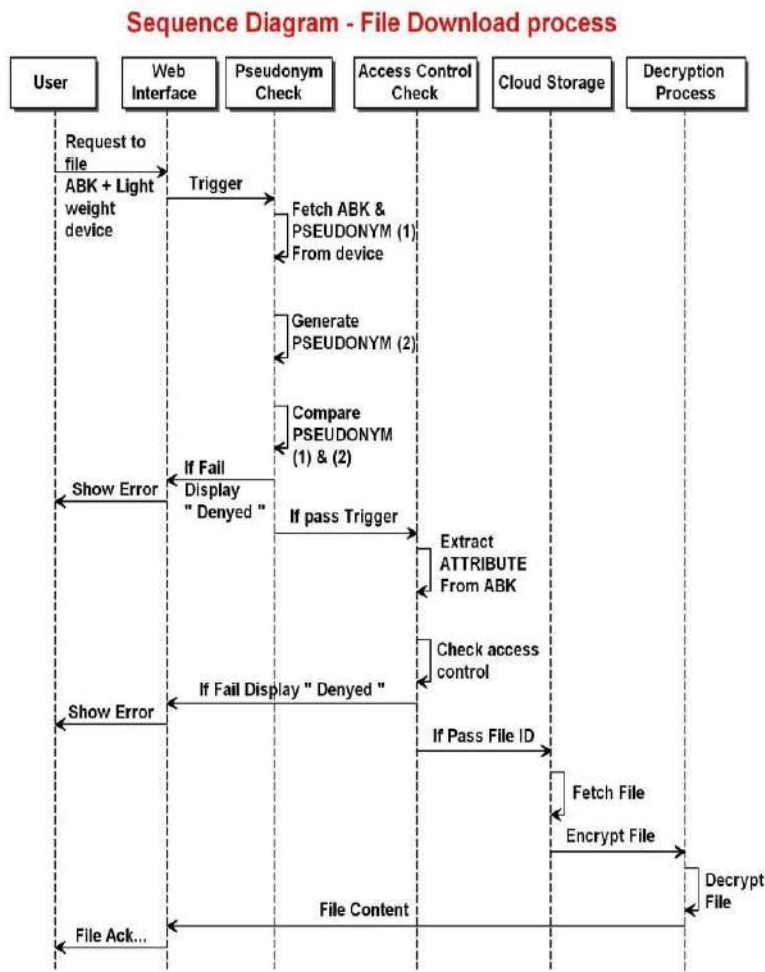 Sequence Diagram - File Download process
User
Web
Interface
Pseudonym
Check
Access Control
Check
Cloud Storage
Decryption
Process
Request to
file
ABK + Light
weight
device
Trigger
Fetch ABK &
PSEUDONYM (1)
From device
Generate
PSEUDONYM (2)
Compare
PSEUDONYM
(1) & (2)
If Fail
Display
" Denyed "
Show Error
If pass Trigger
Extract
ATTRIBUTE
From ABK
Check access
control
If Fail Display " Denyed "
Show Error
If Pass File ID
Fetch File
Encrypt File
Decrypt
File
File Content
File Ack...